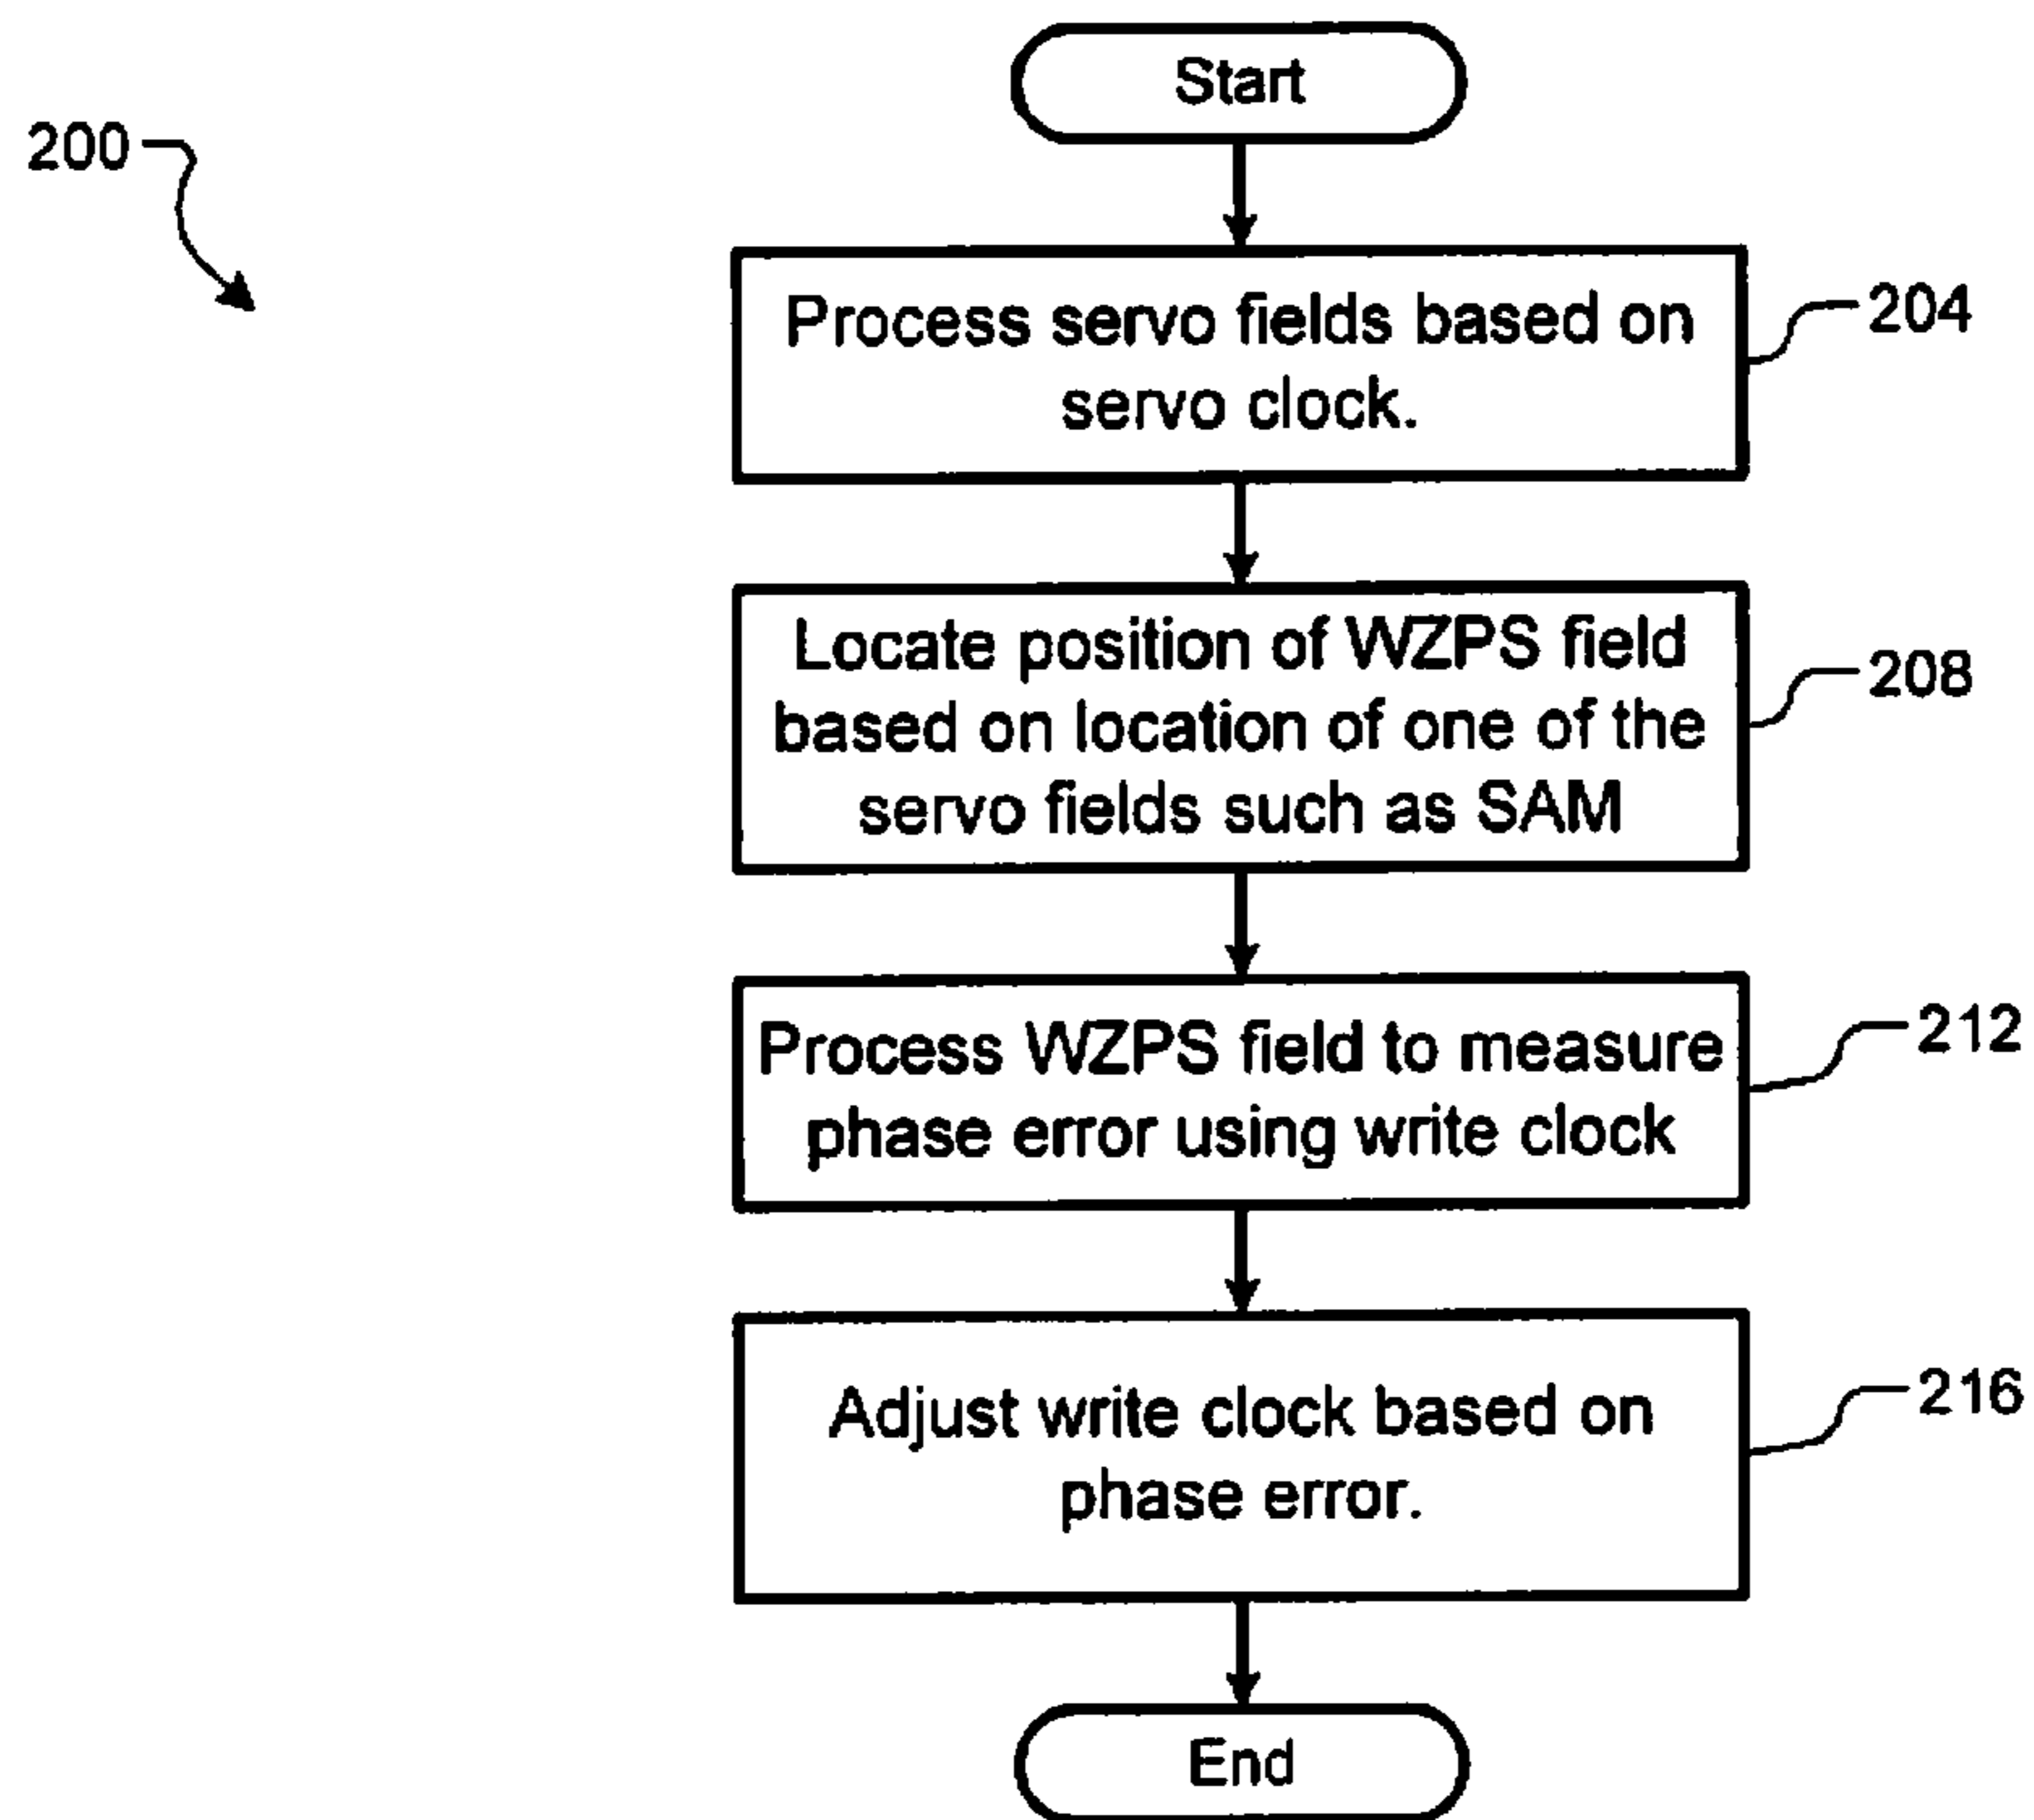 Start
200
Process servo fields based on
servo clock.
204
Locate position of WZPS field
based on location of one of the
servo fields such as SAM
208
Process WZPS field to measure
phase error using write clock
212
Adjust write clock based on
phase error.
216
End